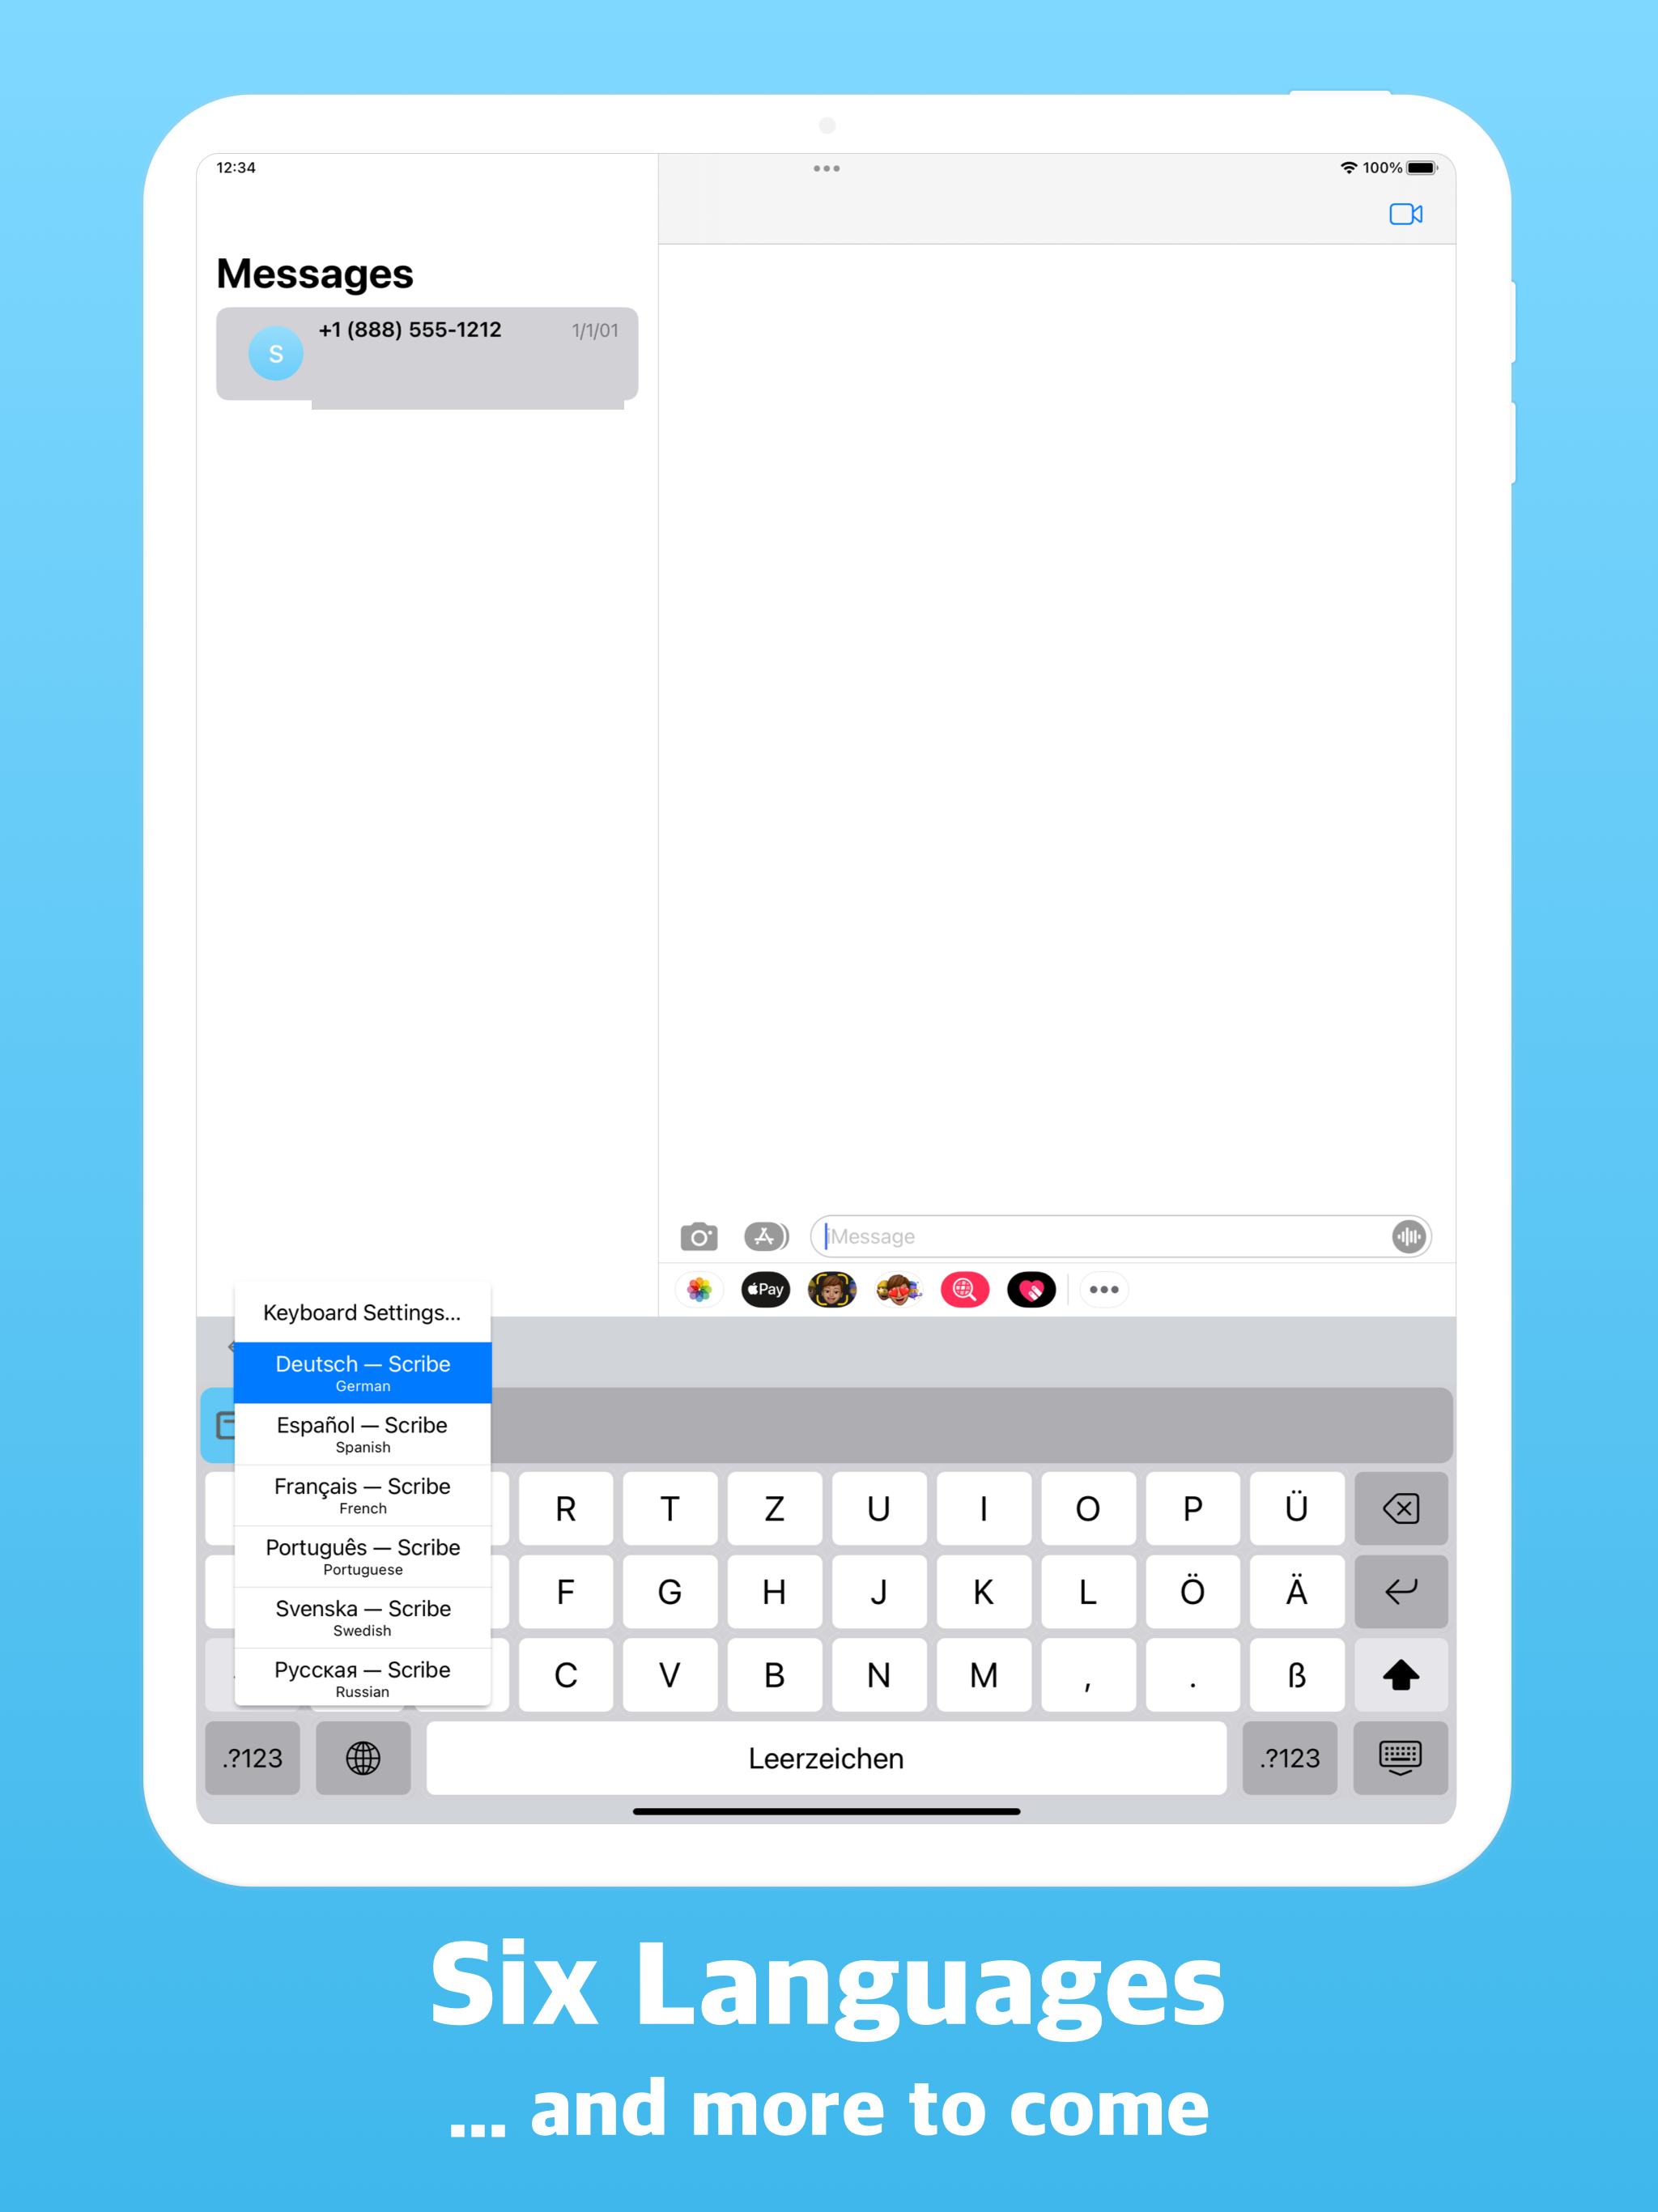 12:34
100%
Messages
+1 (888) 555-1212
1/1/01
S
iMessage
Pay
Keyboard Settings...
Deutsch — Scribe
German
Español — Scribe
Spanish
Français — Scribe
French
Português — Scribe
Portuguese
Svenska — Scribe
Swedish
Русская — Scribe
Russian
R T Z U I O P Ü
F G H J K L Ö Ä
C V B N M , . ß
.?123 Leerzeichen .?123
Six Languages
... and more to come